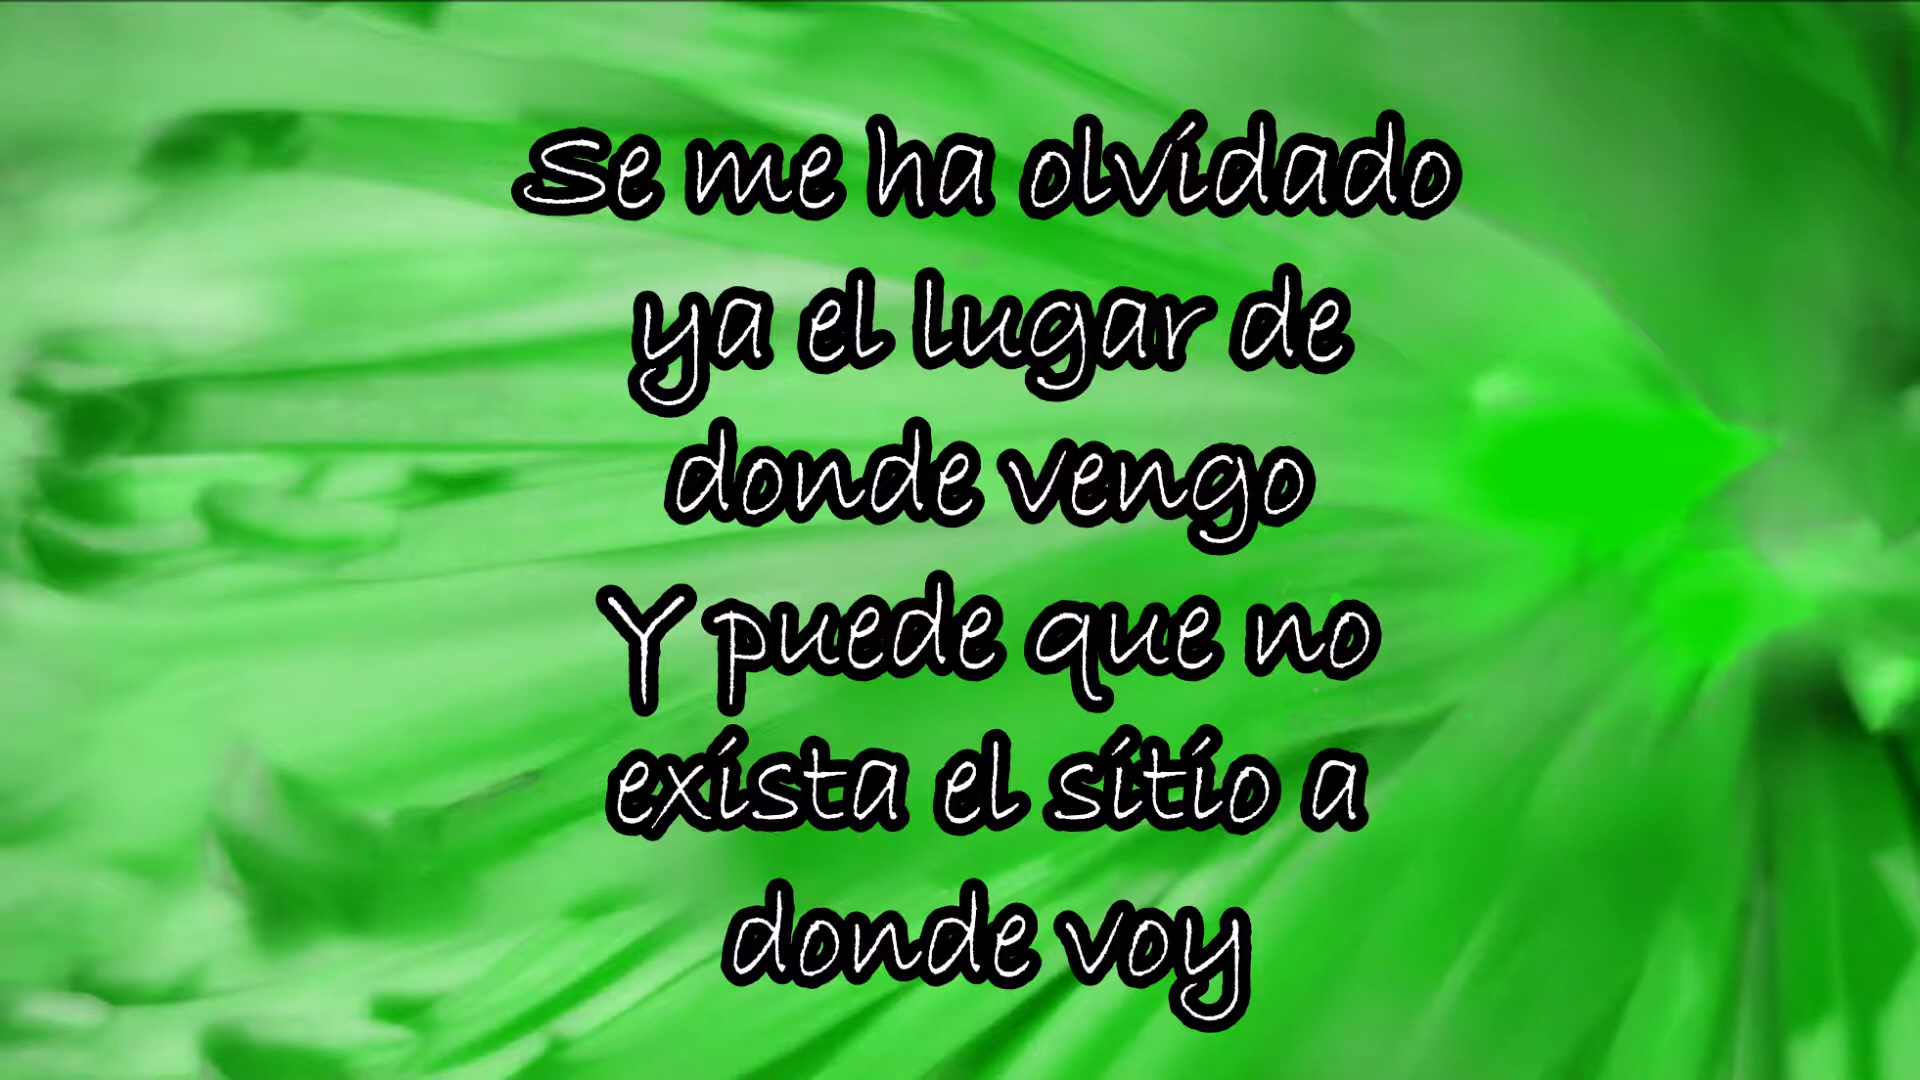 Se me ha olvidado
ya el lugar de
donde vengo
Y puede que no
exista el sitio a
donde voy